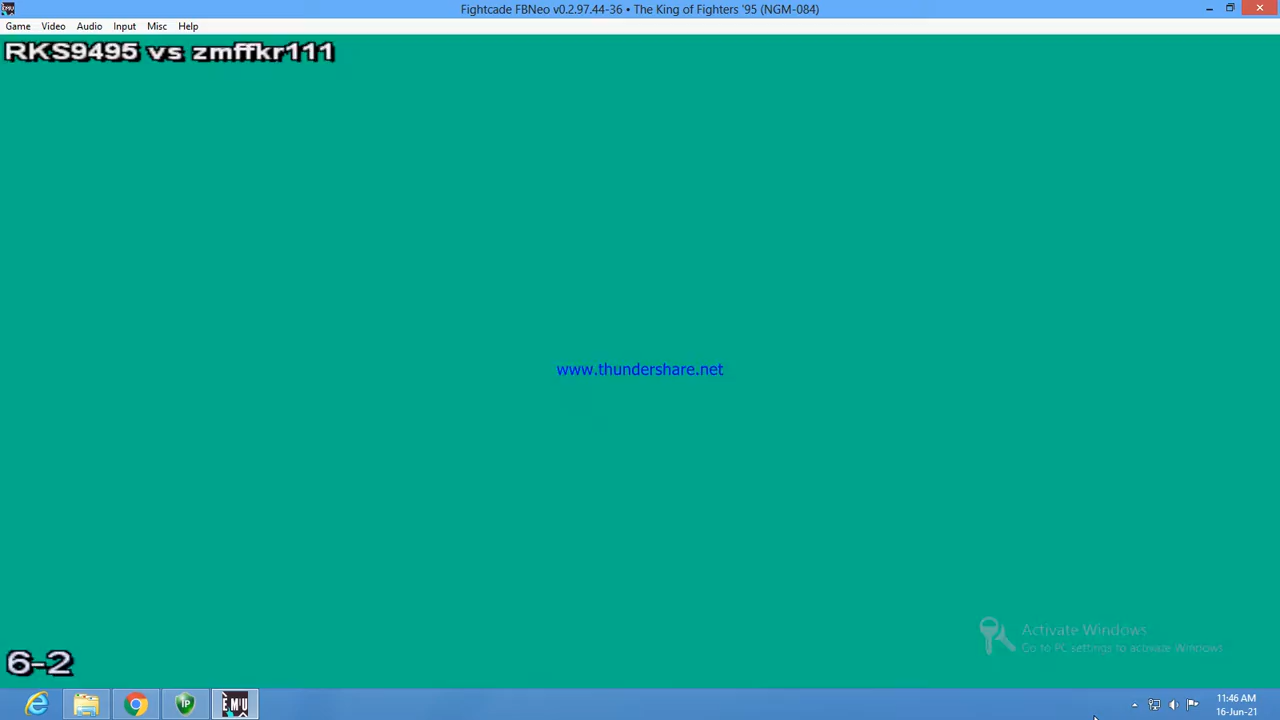 Fightcade FBNeo v0.2.97.44-36 • The King of Fighters '95 (NGM-084)
Game Video Audio Input Misc Help
RKS9495 vs zmffkr111
www.thundershare.net
Activate Windows
Go to PC settings to activate Windows.
6-2
IP
EMU
11:46 AM
16-Jun-21